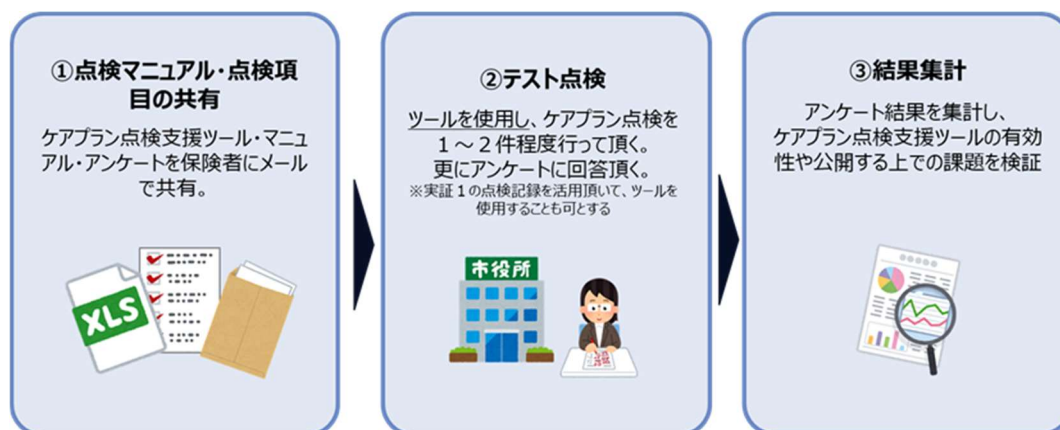 ①点検マニュアル・点検項
目の共有
ケアプラン点検支援ツール・マニュ
アル・アンケートを保険者にメール
で共有。
XLS
②テスト点検
ツールを使用し、ケアプラン点検を
1~2件程度行って頂く。
更にアンケートに回答頂く。
※実証1の点検記録を活用頂いて、ツールを
使用することも可とする
市役所
③結果集計
アンケート結果を集計し、
ケアプラン点検支援ツールの有効
性や公開する上での課題を検証